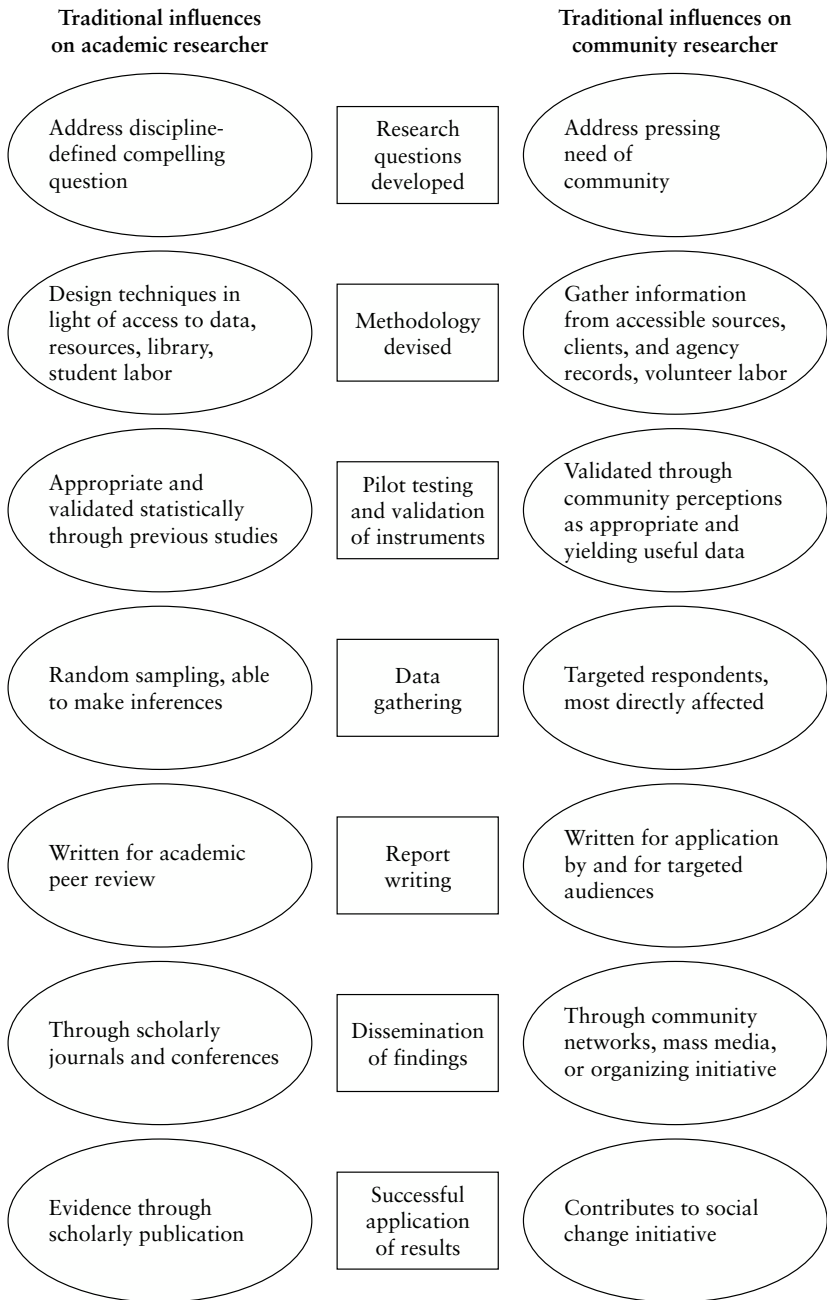 Traditional influences
on academic researcher
Traditional influences on
community researcher
Address discipline-
defined compelling
question
Research
questions
developed
Address pressing
need of
community
Design techniques in
light of access to data,
resources, library,
student labor
Methodology
devised
Gather information
from accessible sources,
clients, and agency
records, volunteer labor
Appropriate and
validated statistically
through previous studies
Pilot testing
and validation
of instruments
Validated through
community perceptions
as appropriate and
yielding useful data
Random sampling, able
to make inferences
Data
gathering
Targeted respondents,
most directly affected
Written for academic
peer review
Report
writing
Written for application
by and for targeted
audiences
Through scholarly
journals and conferences
Dissemination
of findings
Through community
networks, mass media,
or organizing initiative
Evidence through
scholarly publication
Successful
application
of results
Contributes to social
change initiative